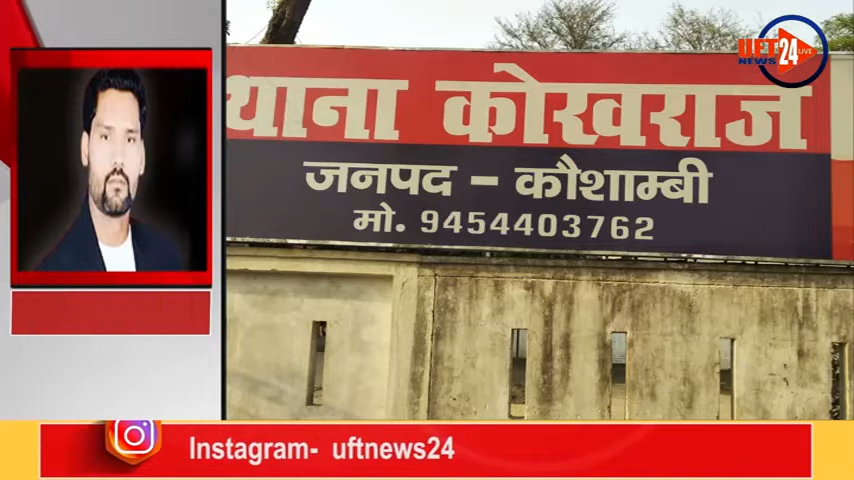 UFT
NEWS
24
LIVE
थाना कोखराज
जनपद - कौशाम्बी
मो. 9454403762
Instagram- uftnews24